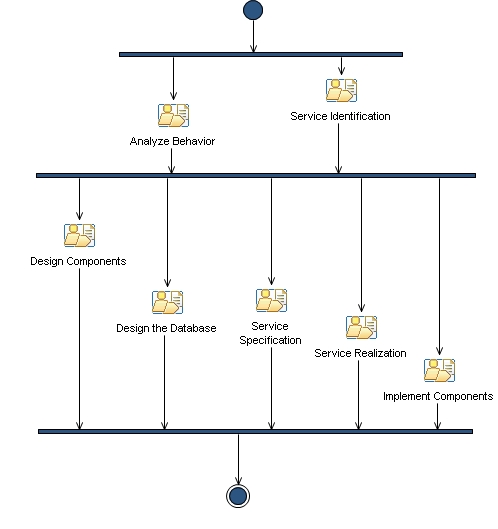 Service Identification
Analyze Behavior
Design Components
Design the Database
Service
Specification
Service Realization
Implement Components